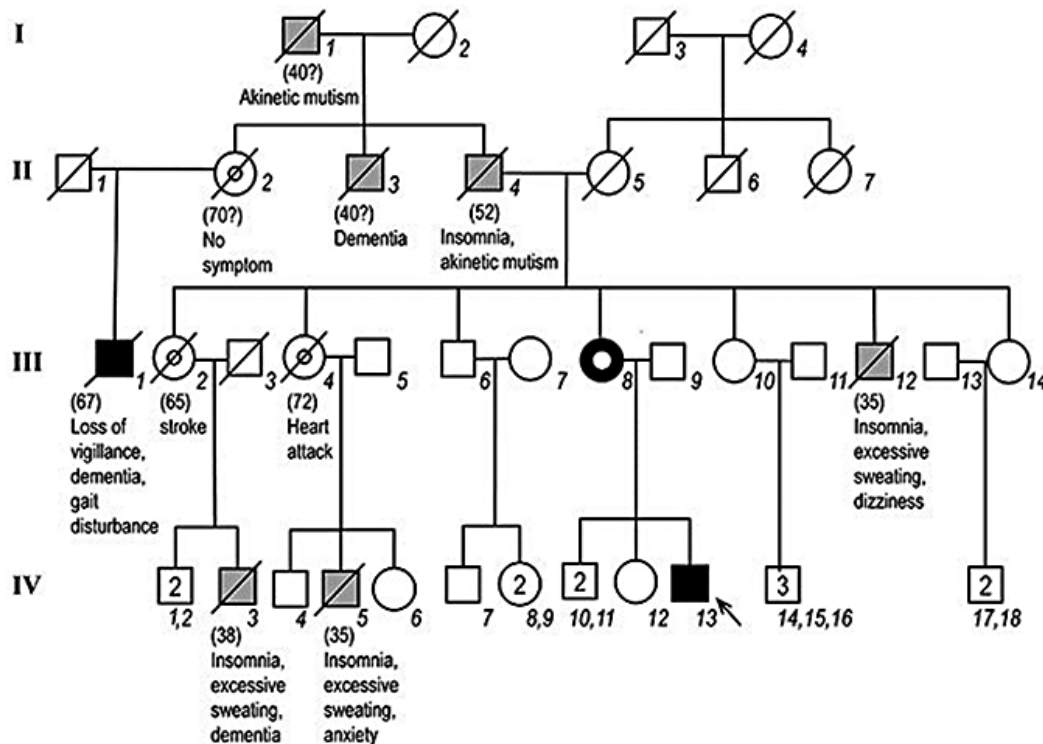 I
1
2
3
4
(40?)
Akinetic mutism
II
1
2
3
4
5
6
7
(70?)
No
symptom
(40?)
Dementia
(52)
Insomnia,
akinetic mutism
III
1
2
3
4
5
6
7
8
9
10
11
12
13
14
(67)
Loss of
vigillance,
dementia,
gait
disturbance
(65)
stroke
(72)
Heart
attack
(35)
Insomnia,
excessive
sweating,
dizziness
IV
2
1,2
3
4
5
6
7
2
8,9
2
10,11
12
13
3
14,15,16
2
17,18
(38)
Insomnia,
excessive
sweating,
dementia
(35)
Insomnia,
excessive
sweating,
anxiety